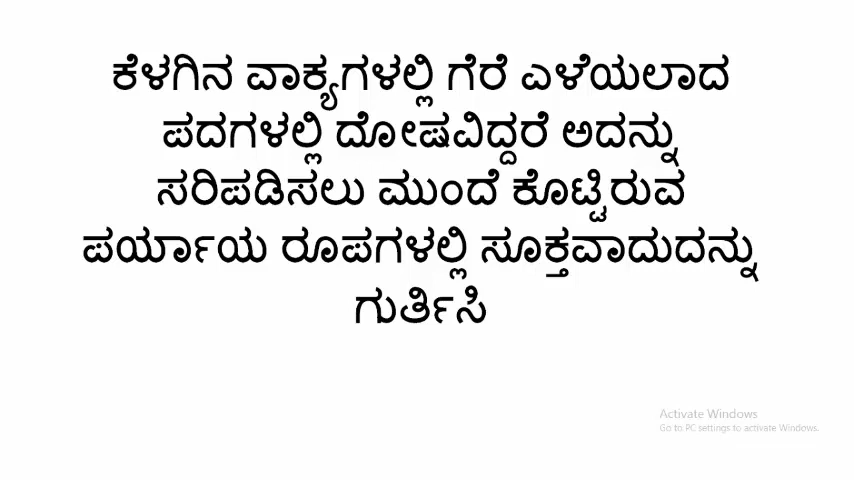 ಕೆಳಗಿನ ವಾಕ್ಯಗಳಲ್ಲಿ ಗೆರೆ ಎಳೆಯಲಾದ
ಪದಗಳಲ್ಲಿ ದೋಷವಿದ್ದರೆ ಅದನ್ನು
ಸರಿಪಡಿಸಲು ಮುಂದೆ ಕೊಟ್ಟಿರುವ
ಪರ್ಯಾಯ ರೂಪಗಳಲ್ಲಿ ಸೂಕ್ತವಾದುದನ್ನು
ಗುರ್ತಿಸಿ
Activate Windows
Go to PC settings to activate Windows.